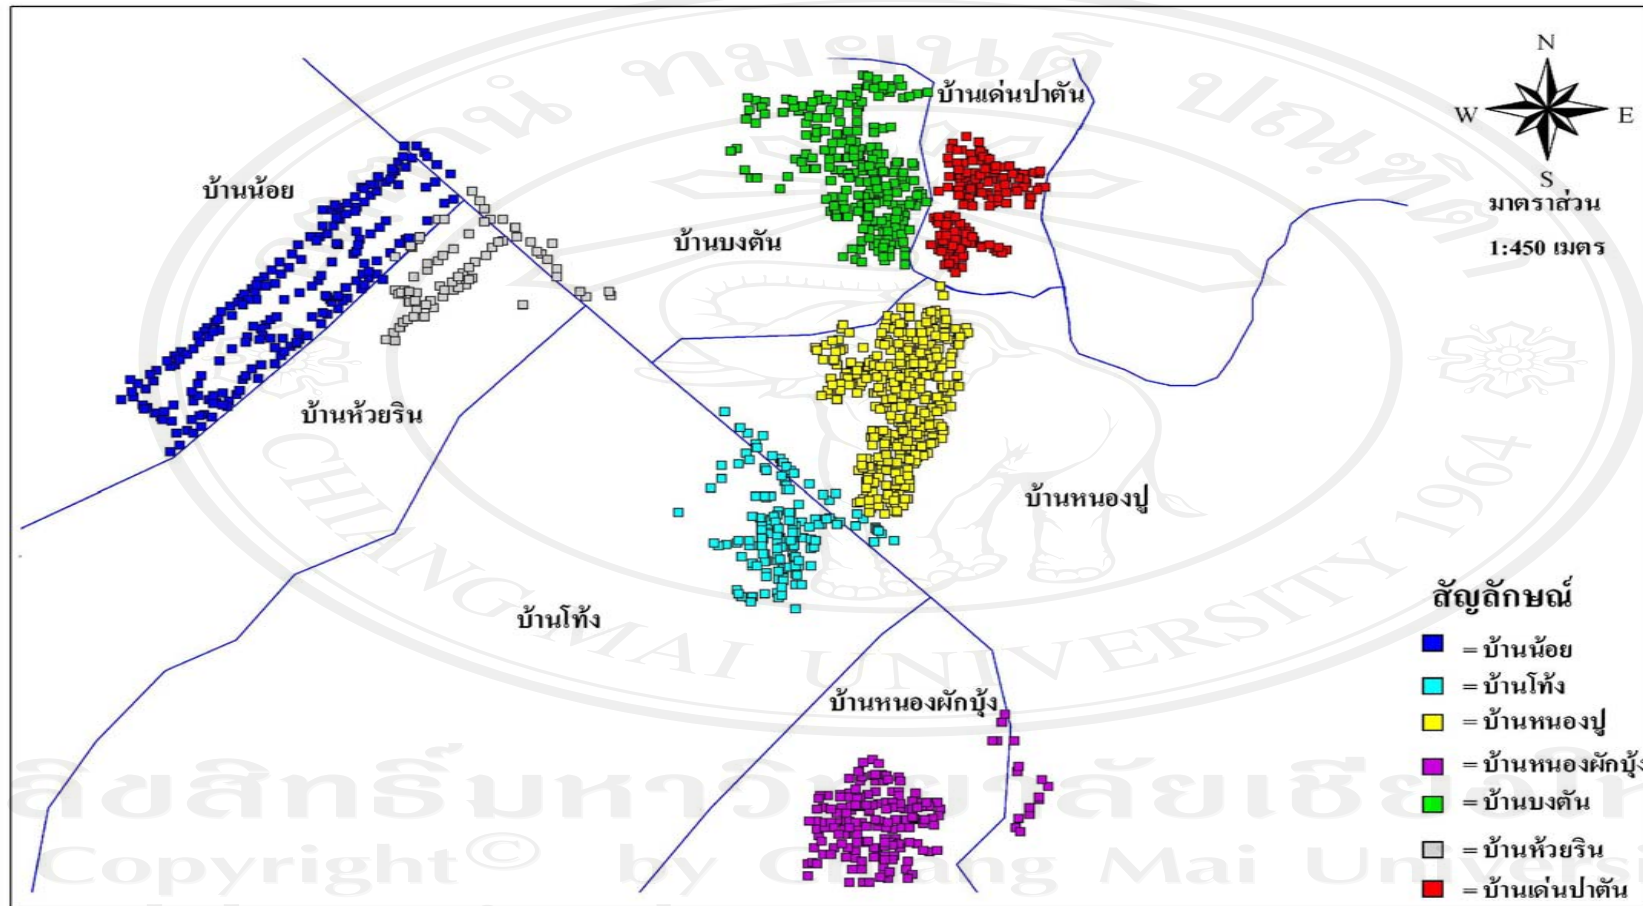 N
W E
S
มาตราส่วน
1:450 เมตร
บ้านเด่นปาตัน
บ้านน้อย
บ้านบงตัน
บ้านห้วยริน
บ้านหนองปู
บ้านโท้ง
บ้านหนองผักบุ้ง
สัญลักษณ์
= บ้านน้อย
= บ้านโท้ง
= บ้านหนองปู
= บ้านหนองผักบุ้ง
= บ้านบงตัน
= บ้านห้วยริน
= บ้านเด่นปาตัน
CHIANG MAI UNIVERSITY 1964
Copyright© by Chiang Mai Universi